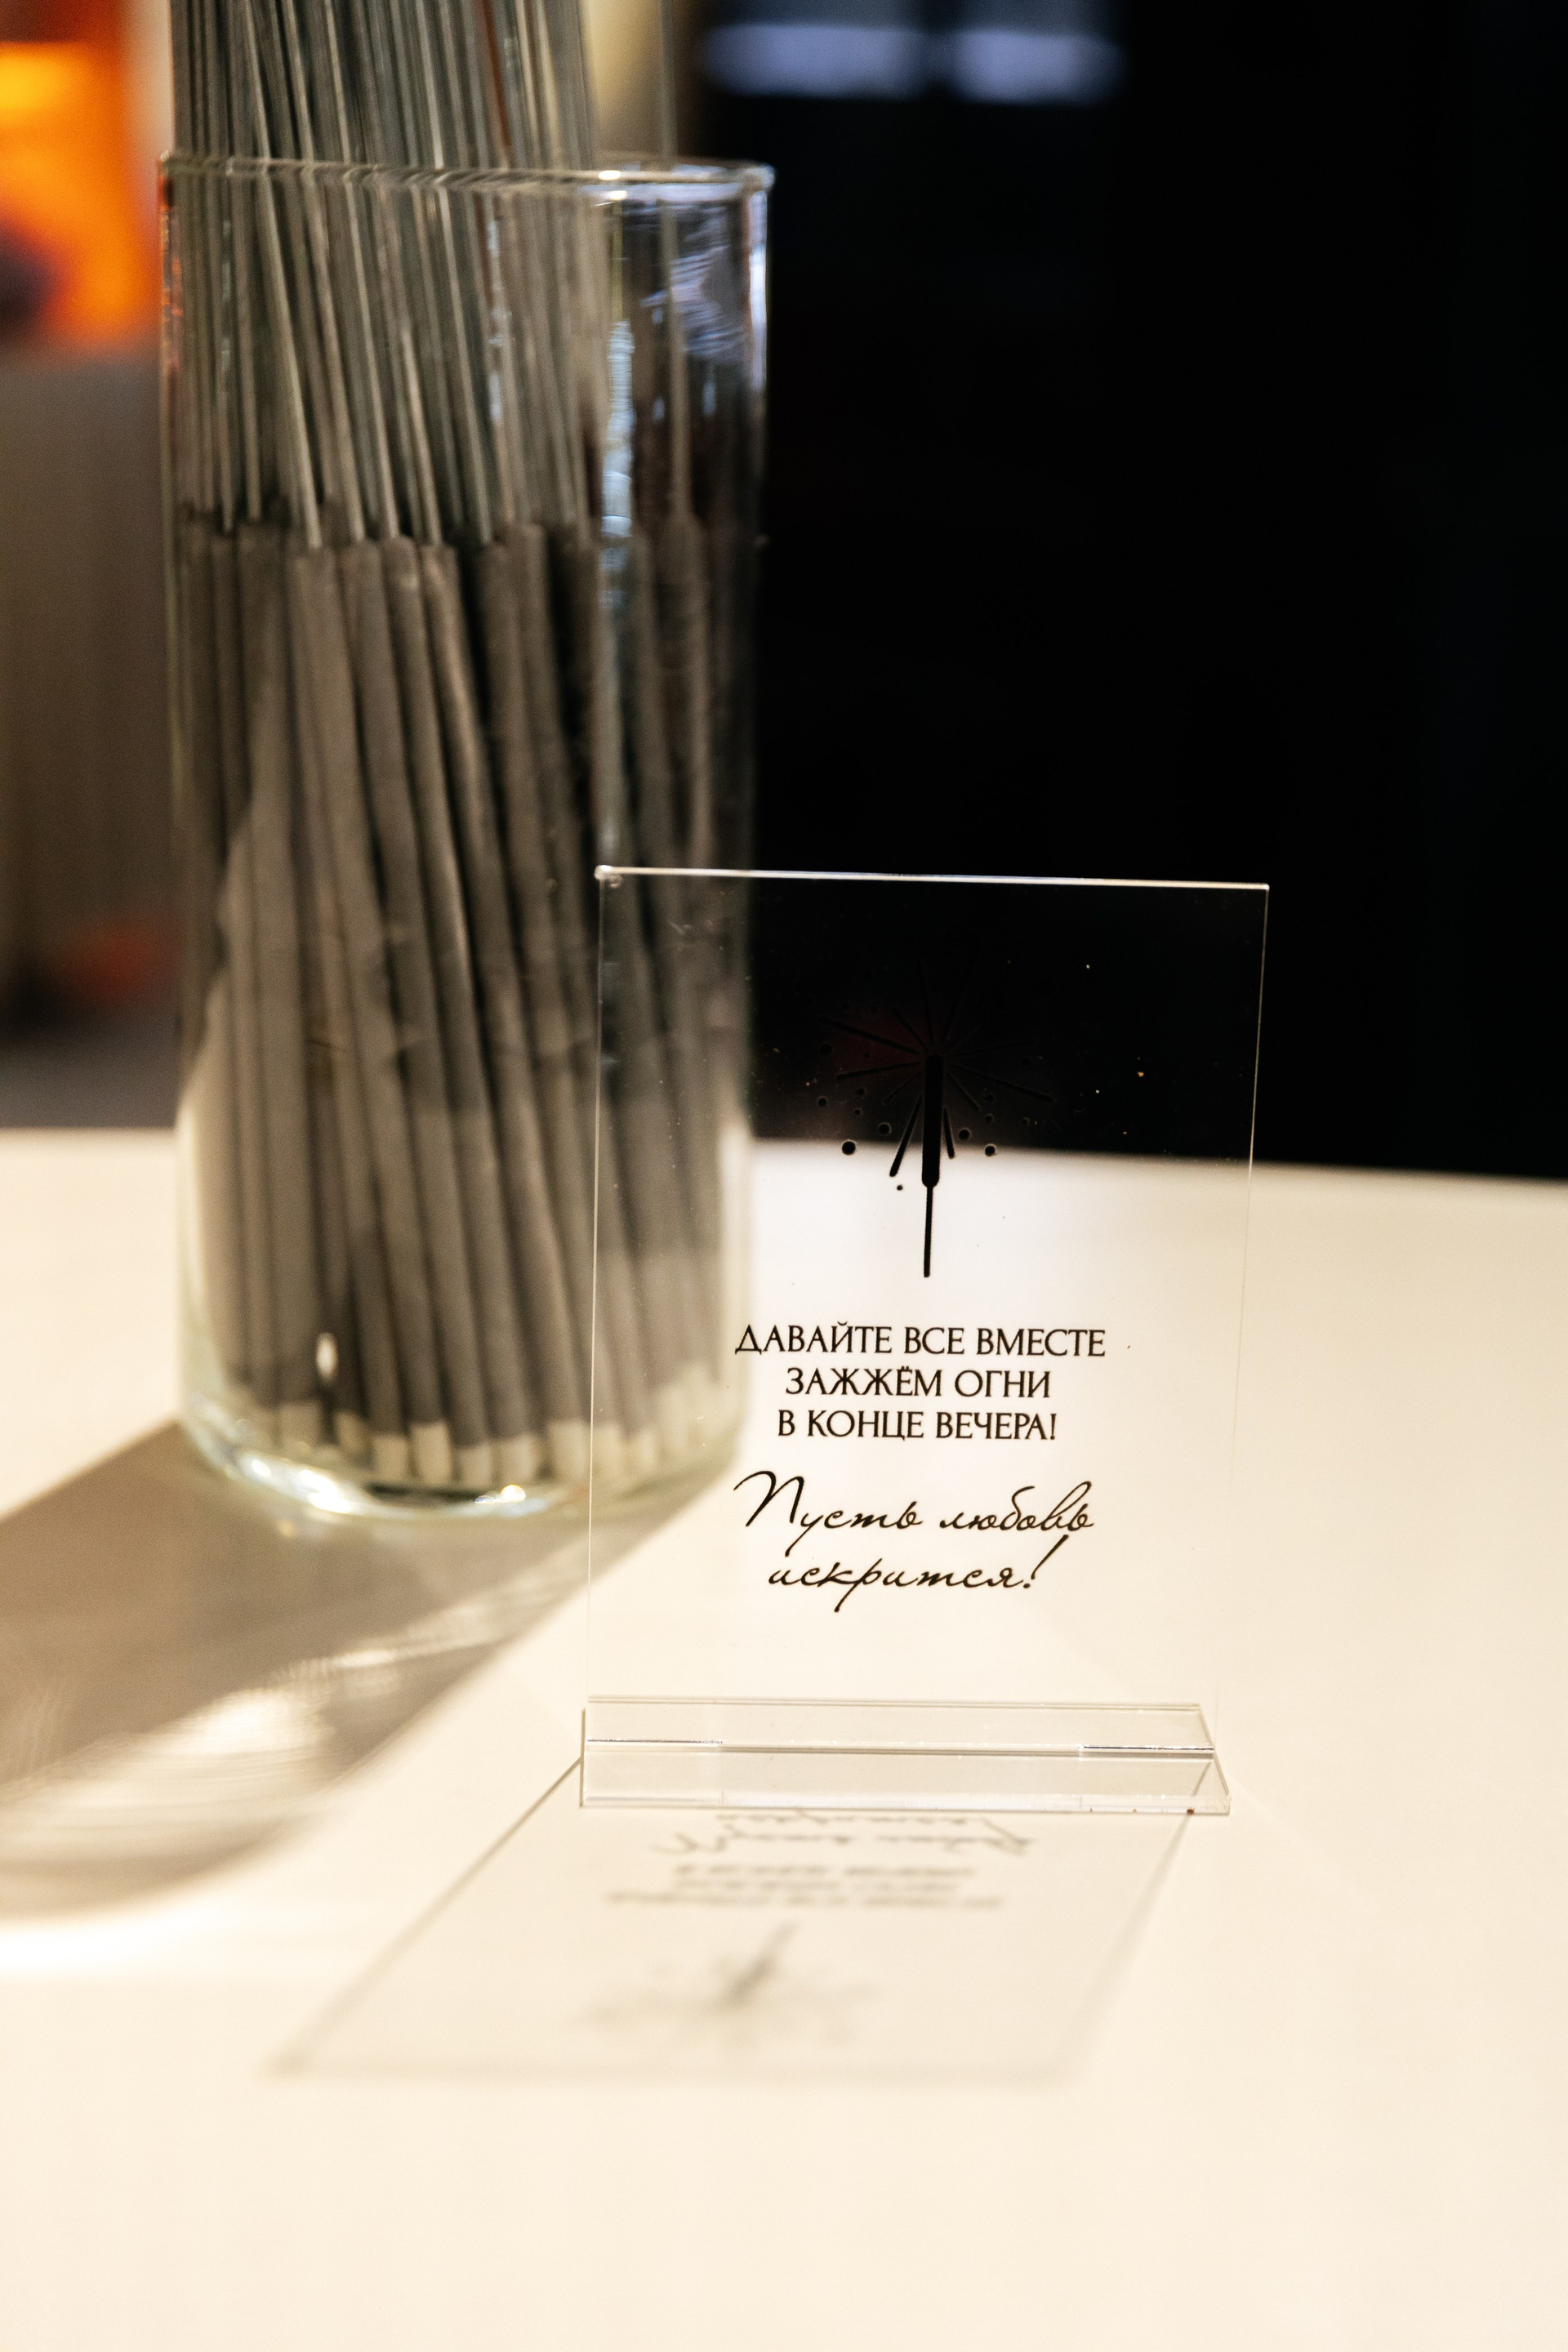 ДАВАЙТЕ ВСЕ ВМЕСТЕ
ЗАЖЖЁМ ОГНИ
В КОНЦЕ ВЕЧЕРА!
Пусть любовь
искрится!